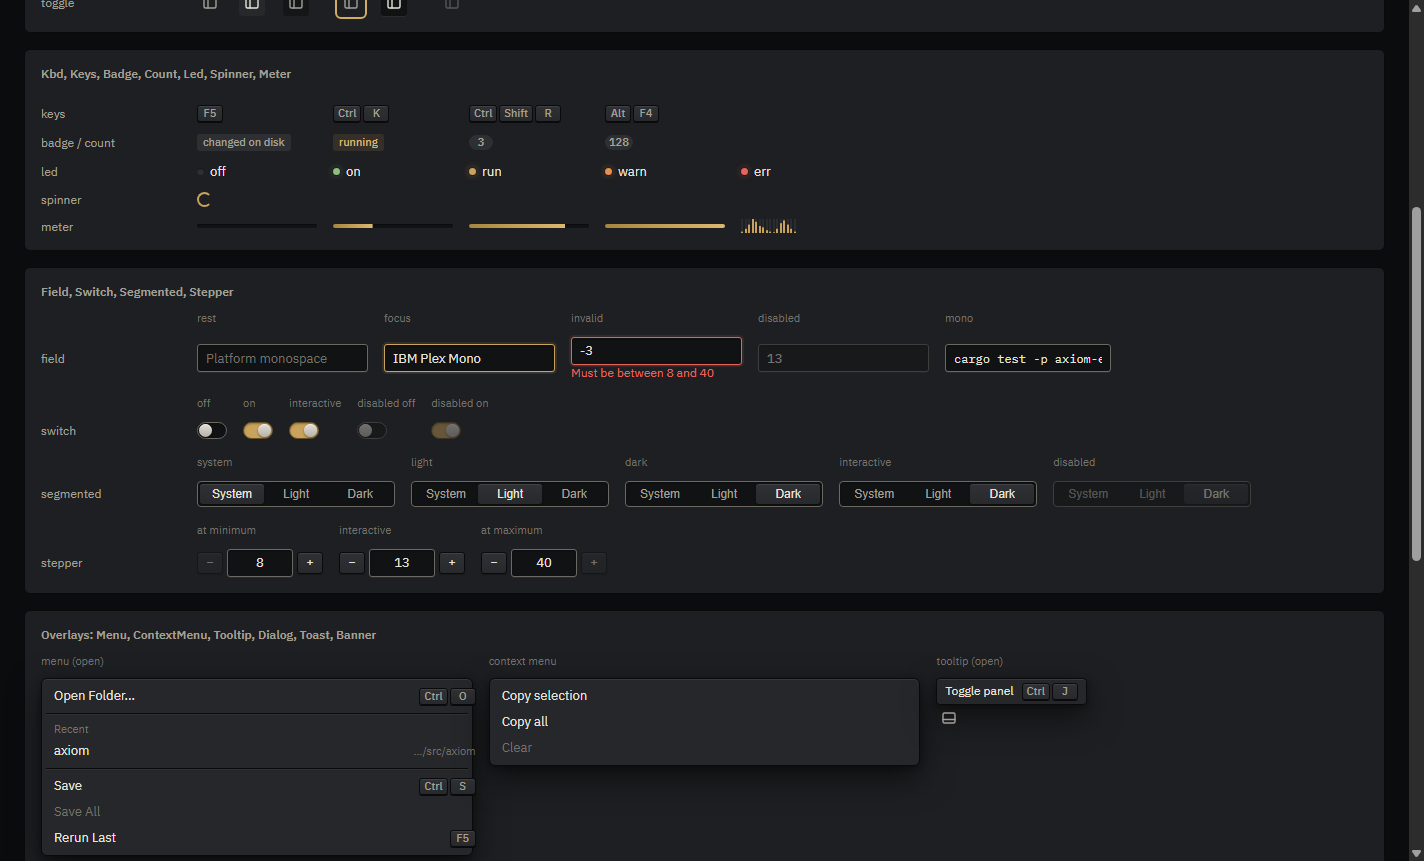 toggle
Kbd, Keys, Badge, Count, Led, Spinner, Meter
keys F5 Ctrl K Ctrl Shift R Alt F4
badge / count changed on disk running 3 128
led off on run warn err
spinner
meter
Field, Switch, Segmented, Stepper
rest focus invalid disabled mono
field Platform monospace IBM Plex Mono -3 13 cargo test -p axiom-e
Must be between 8 and 40
off on interactive disabled off disabled on
switch
system light dark interactive disabled
segmented System Light Dark System Light Dark System Light Dark System Light Dark System Light Dark
at minimum interactive at maximum
stepper − 8 + − 13 + − 40 +
Overlays: Menu, ContextMenu, Tooltip, Dialog, Toast, Banner
menu (open) context menu tooltip (open)
Open Folder... Ctrl O Copy selection Toggle panel Ctrl J
Copy all
Recent
axiom .../src/axiom Clear
Save Ctrl S
Save All
Rerun Last F5